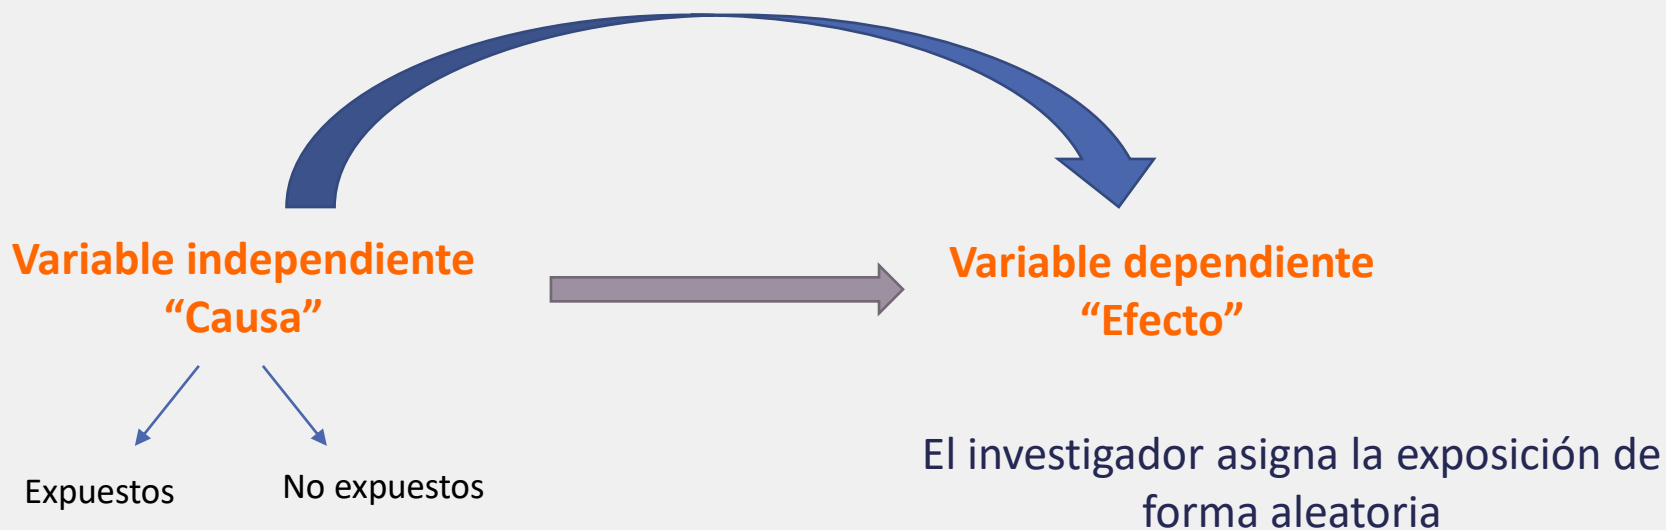 Variable independiente
“Causa”
Variable dependiente
“Efecto”
Expuestos
No expuestos
El investigador asigna la exposición de
forma aleatoria